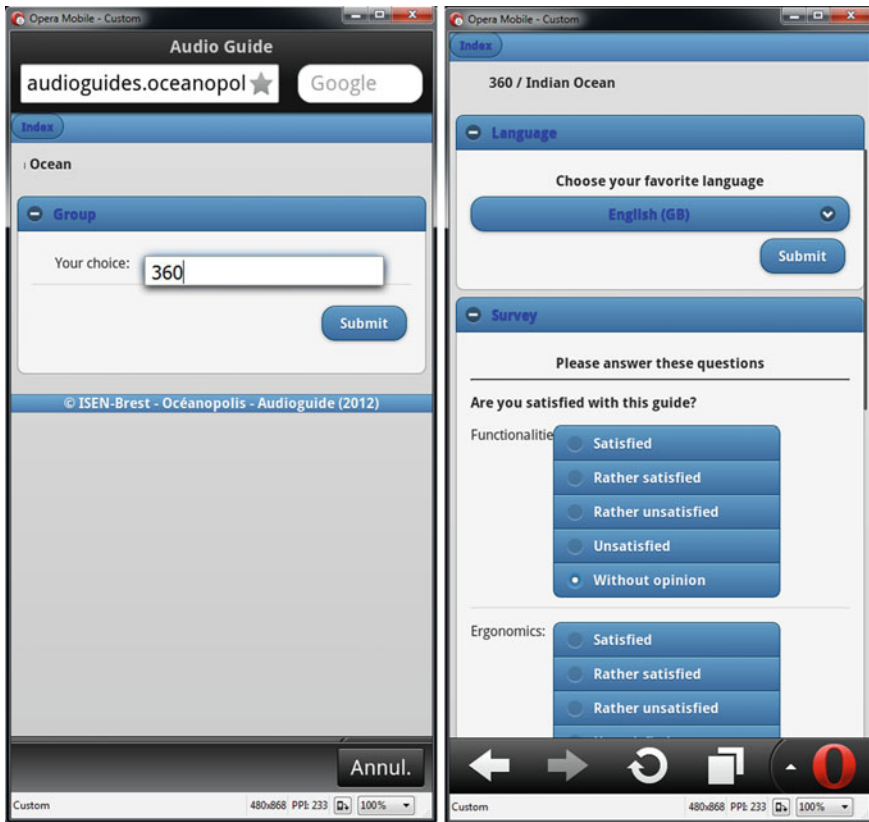 Opera Mobile - Custom
Audio Guide
audioguides.oceanopol
Google
Index
Ocean
Group
Your choice:
360
Submit
© ISEN-Brest - Océanopolis - Audioguide (2012)
Annul.
Custom
480x868 PPI: 233
100%
Opera Mobile - Custom
Index
360 / Indian Ocean
Language
Choose your favorite language
English (GB)
Submit
Survey
Please answer these questions
Are you satisfied with this guide?
Functionalitie
Satisfied
Rather satisfied
Rather unsatisfied
Unsatisfied
Without opinion
Ergonomics:
Satisfied
Rather satisfied
Rather unsatisfied
Custom
480x868 PPI: 233
100%